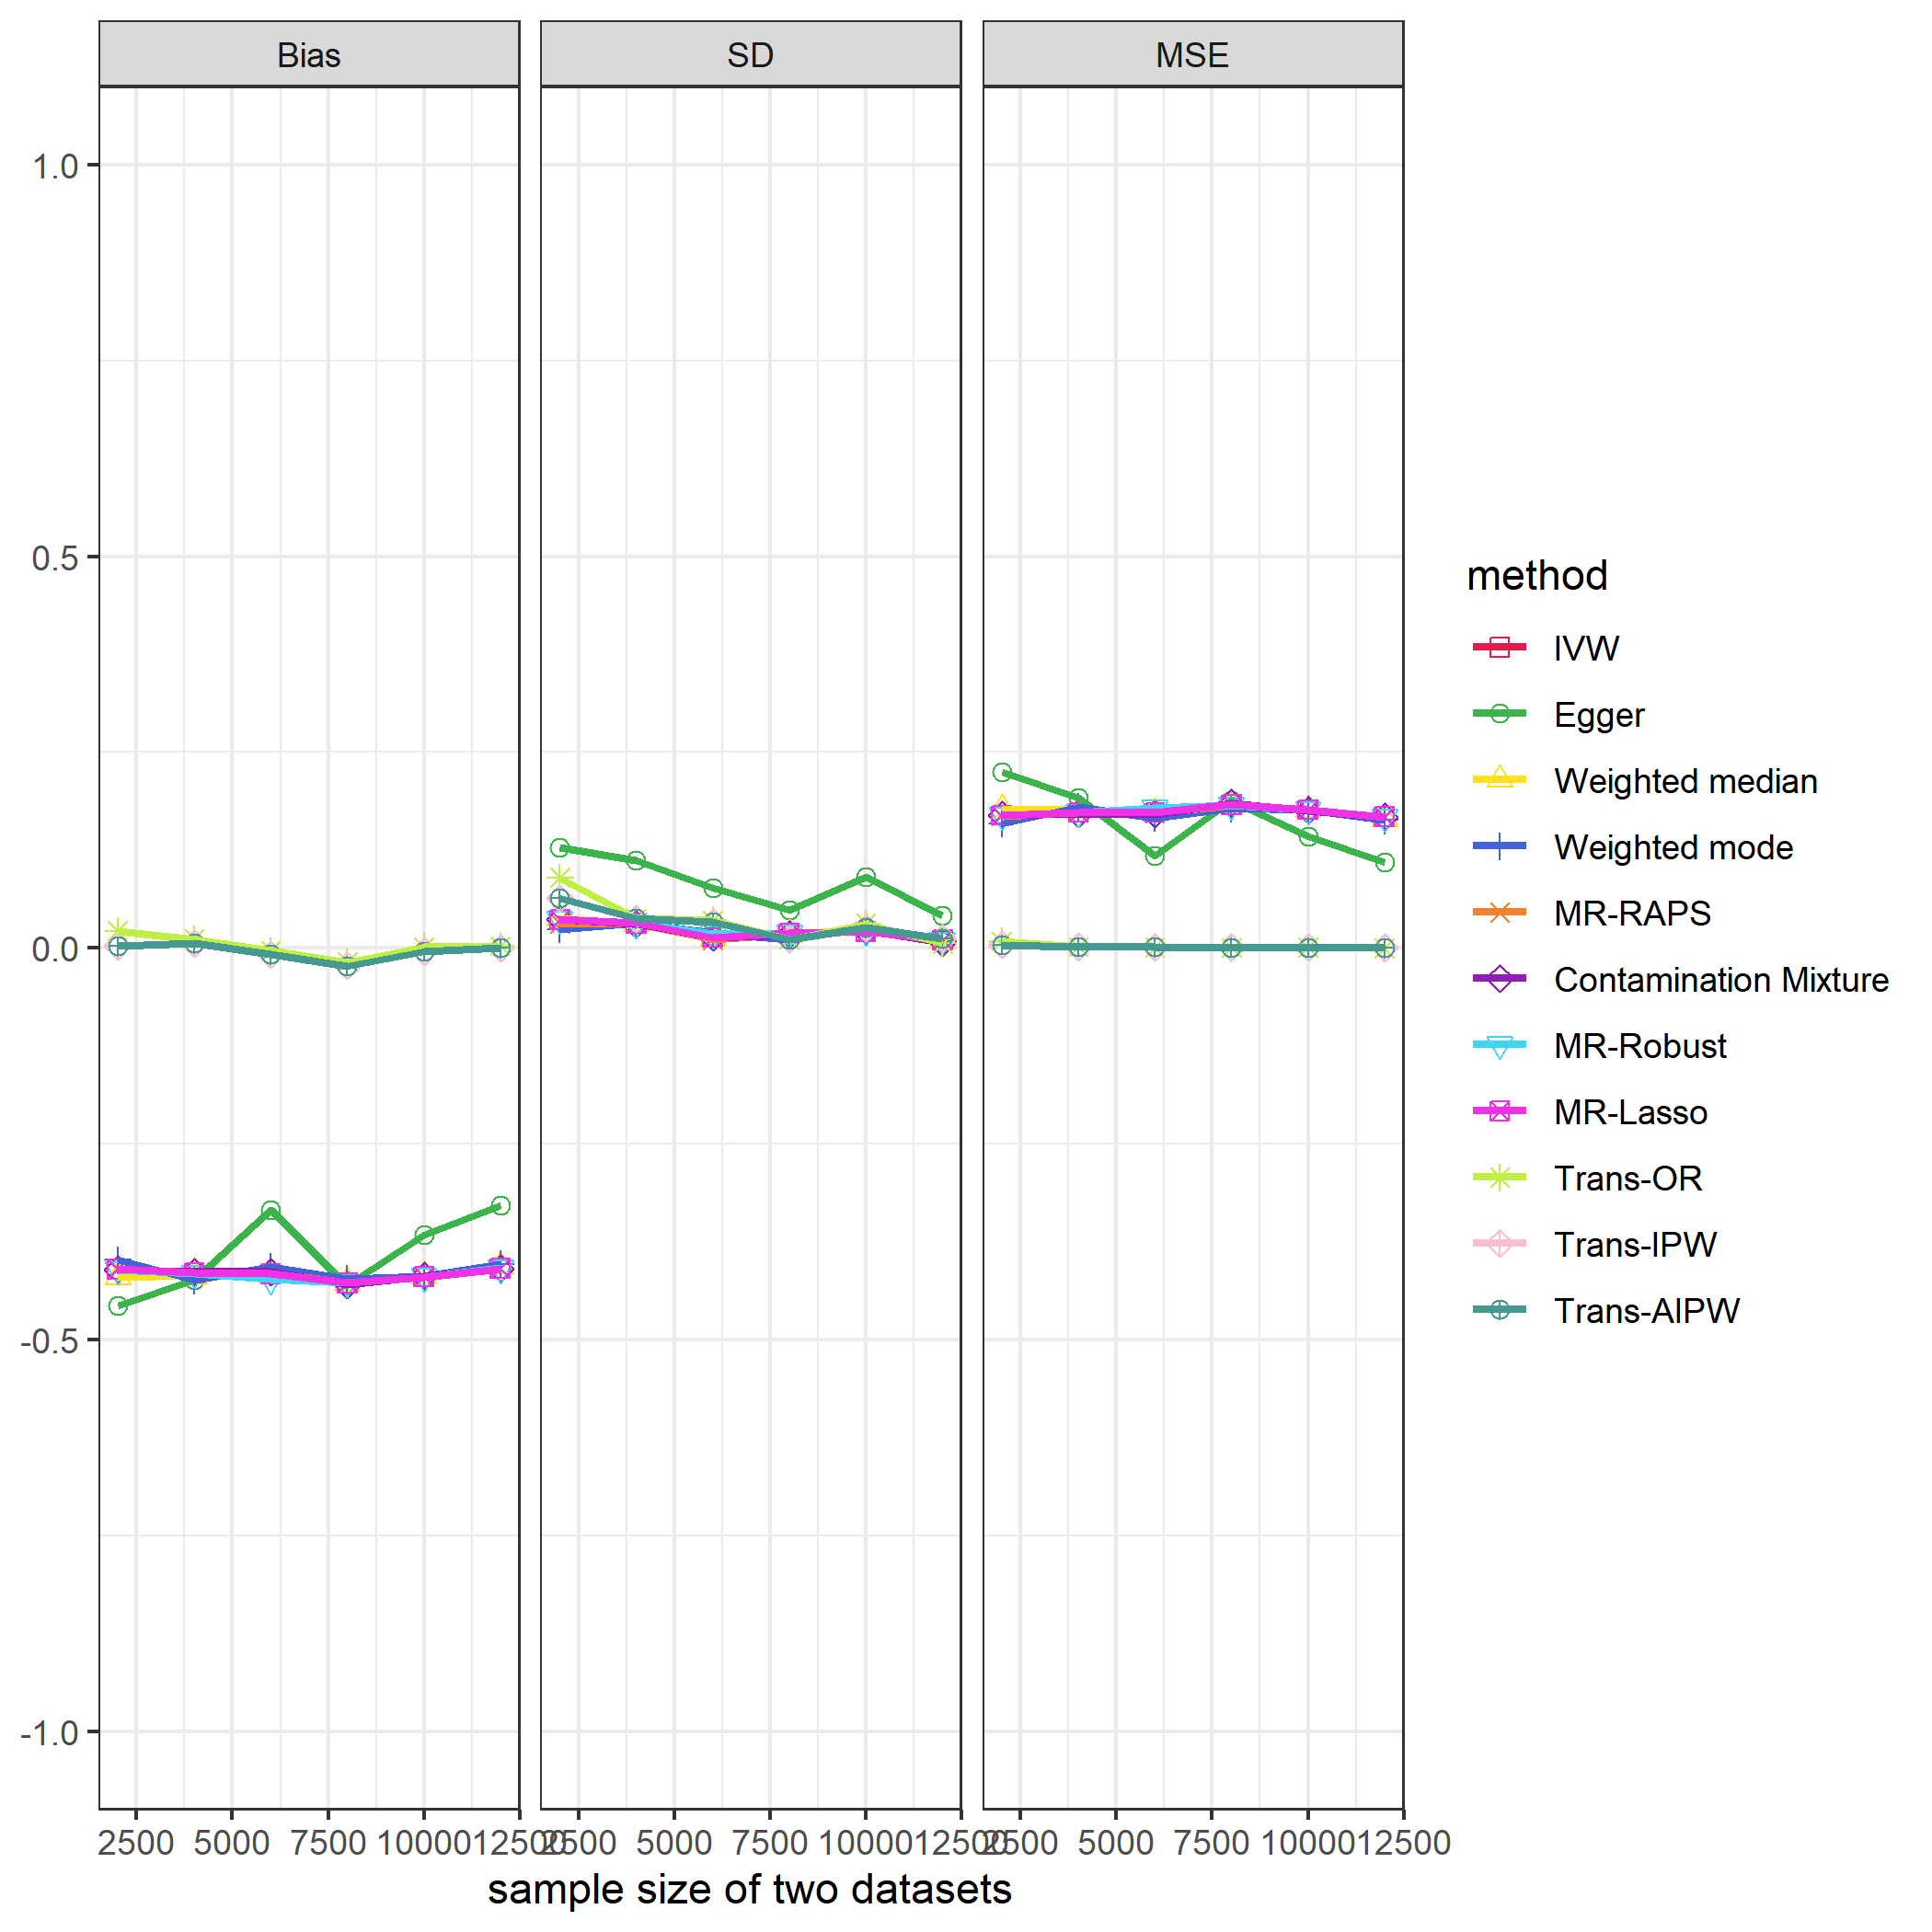 Bias SD MSE
1.0
0.5
0.0
-0.5
-1.0
2500 5000 7500 10000 12500 2500 5000 7500 10000 12500 2500 5000 7500 10000 12500
sample size of two datasets
method
IVW
Egger
Weighted median
Weighted mode
MR-RAPS
Contamination Mixture
MR-Robust
MR-Lasso
Trans-OR
Trans-IPW
Trans-AIPW